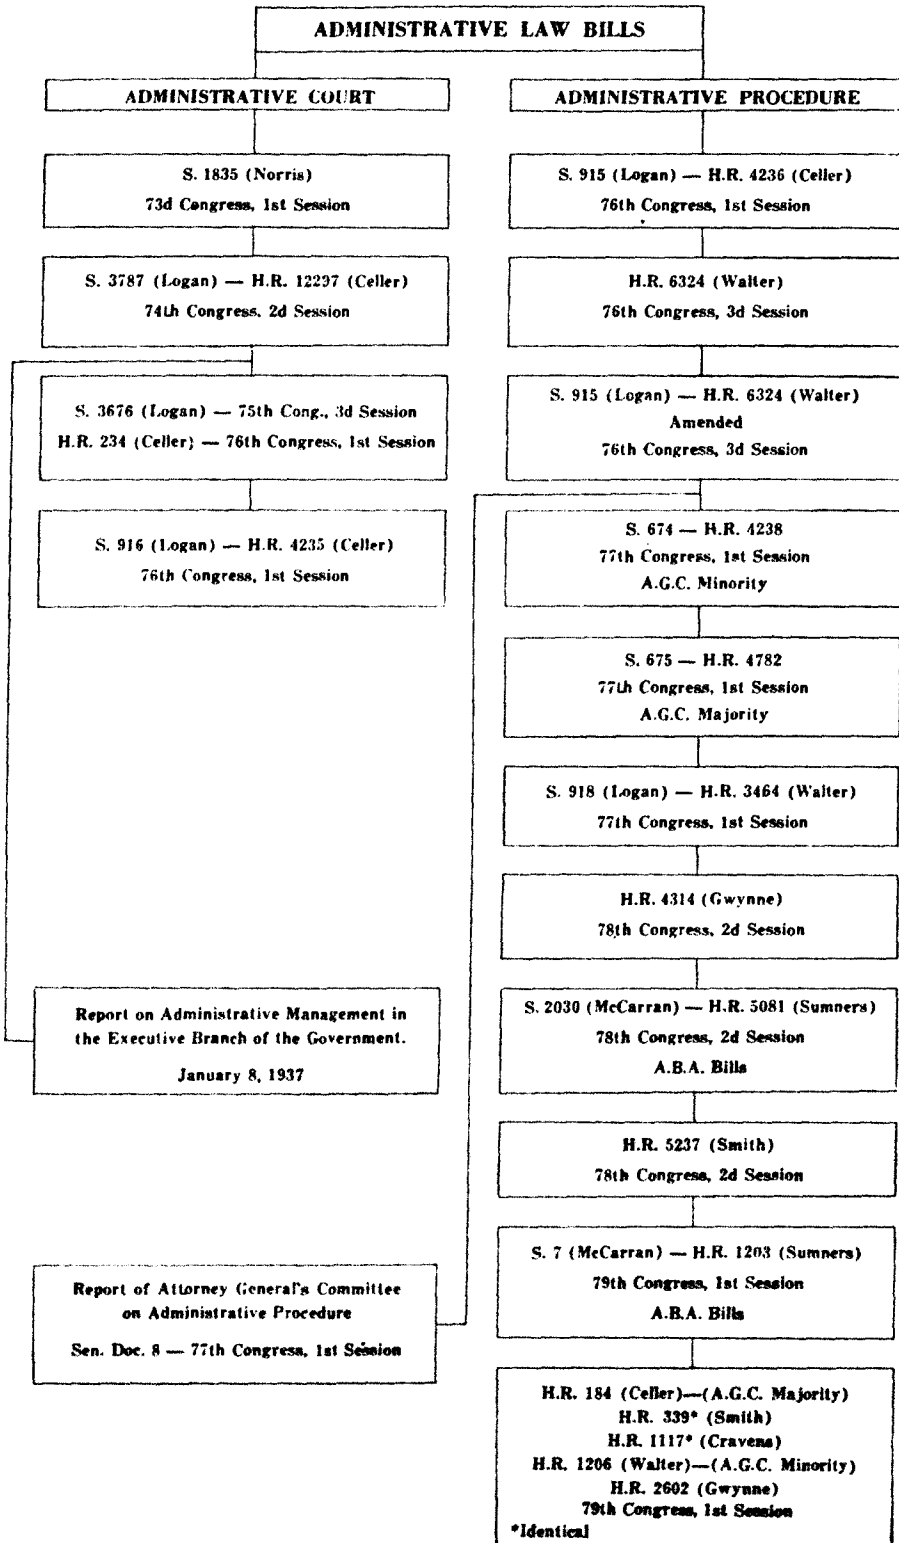 ADMINISTRATIVE LAW BILLS
ADMINISTRATIVE COURT
S. 1835 (Norris)
73d Congress, 1st Session
S. 3787 (Logan) — H.R. 12297 (Celler)
74th Congress, 2d Session
S. 3676 (Logan) — 75th Cong., 3d Session
H.R. 234 (Celler) — 76th Congress, 1st Session
S. 916 (Logan) — H.R. 4235 (Celler)
76th Congress, 1st Session
Report on Administrative Management in
the Executive Branch of the Government.
January 8, 1937
Report of Attorney General's Committee
on Administrative Procedure
Sen. Doc. 8 — 77th Congress, 1st Session
ADMINISTRATIVE PROCEDURE
S. 915 (Logan) — H.R. 4236 (Celler)
76th Congress, 1st Session
H.R. 6324 (Walter)
76th Congress, 3d Session
S. 915 (Logan) — H.R. 6324 (Walter)
Amended
76th Congress, 3d Session
S. 674 — H.R. 4238
77th Congress, 1st Session
A.G.C. Minority
S. 675 — H.R. 4782
77th Congress, 1st Session
A.G.C. Majority
S. 918 (Logan) — H.R. 3464 (Walter)
77th Congress, 1st Session
H.R. 4314 (Gwynne)
78th Congress, 2d Session
S. 2030 (McCarran) — H.R. 5081 (Sumners)
78th Congress, 2d Session
A.B.A. Bills
H.R. 5237 (Smith)
78th Congress, 2d Session
S. 7 (McCarran) — H.R. 1203 (Sumners)
79th Congress, 1st Session
A.B.A. Bills
H.R. 184 (Celler)—(A.G.C. Majority)
H.R. 339* (Smith)
H.R. 1117* (Cravens)
H.R. 1206 (Walter)—(A.G.C. Minority)
H.R. 2602 (Gwynne)
79th Congress, 1st Session
*Identical